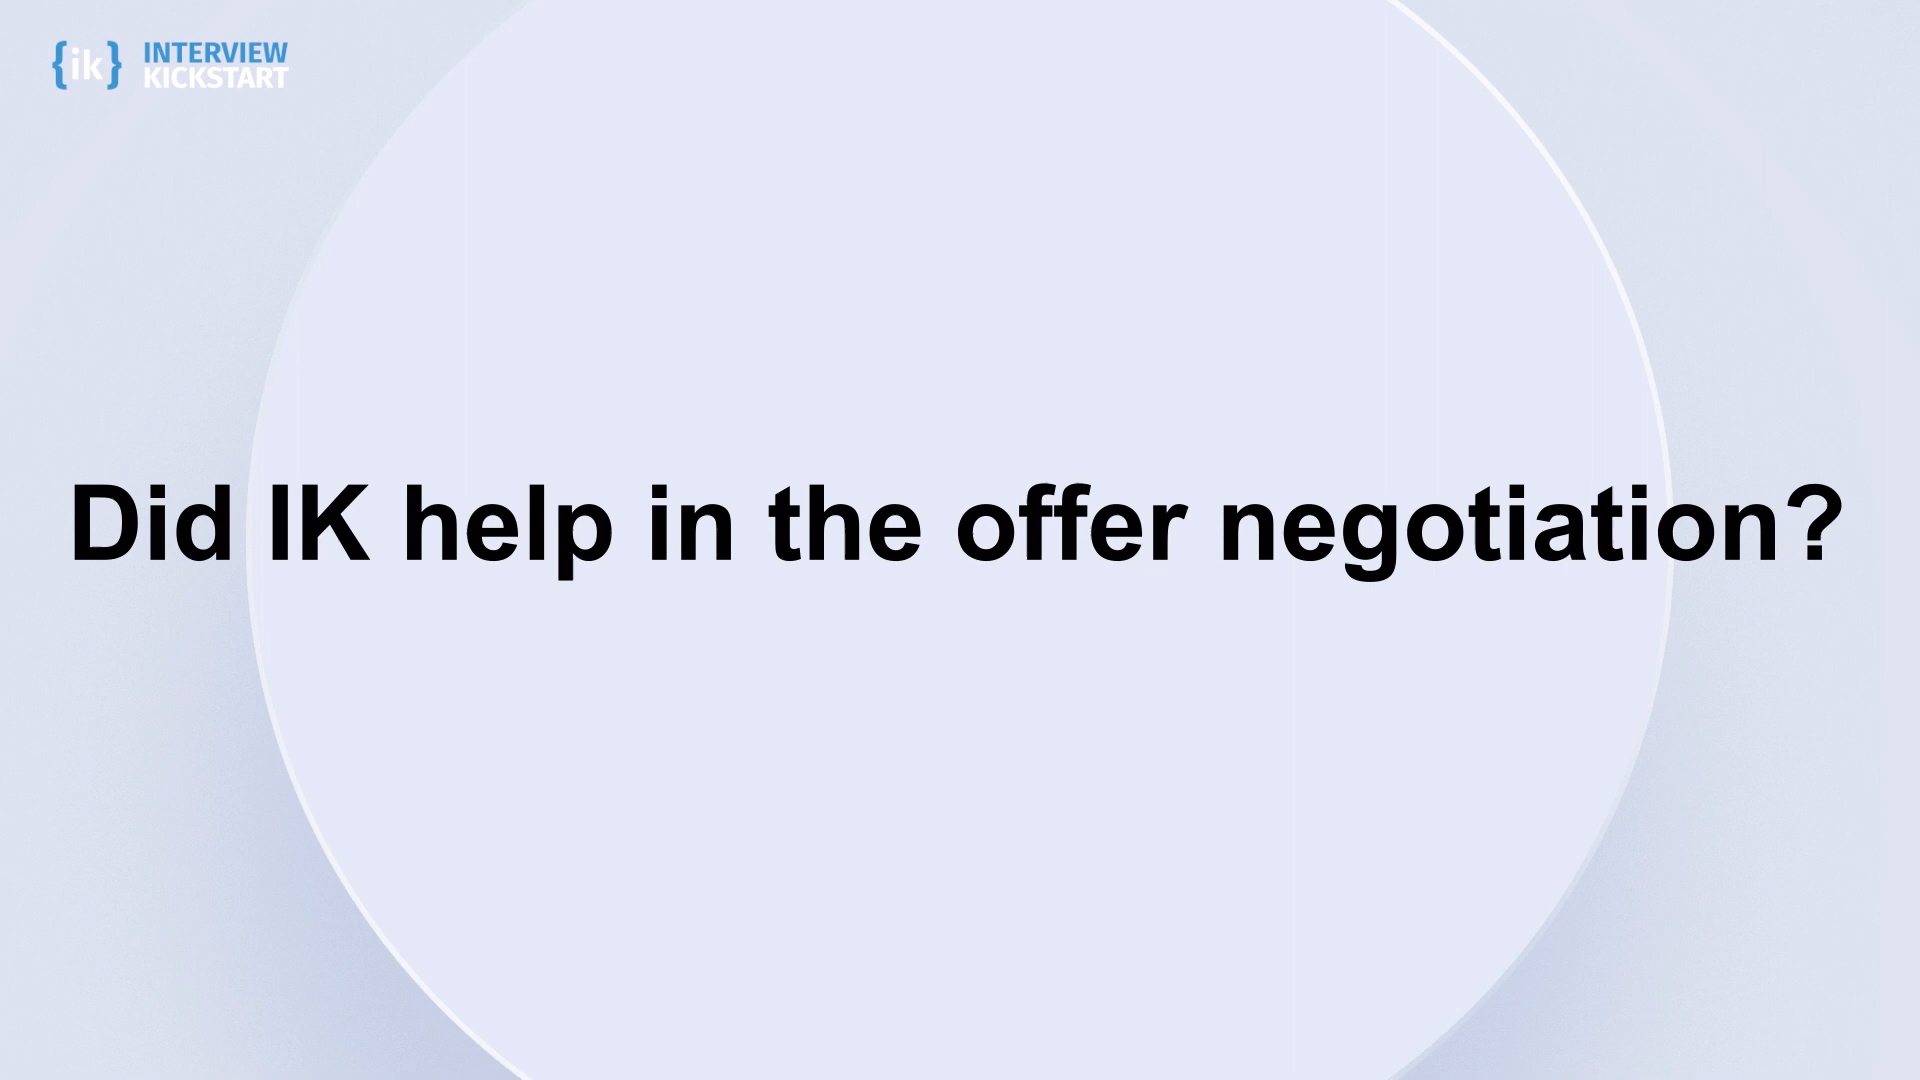 {ik} INTERVIEW
KICKSTART
Did IK help in the offer negotiation?